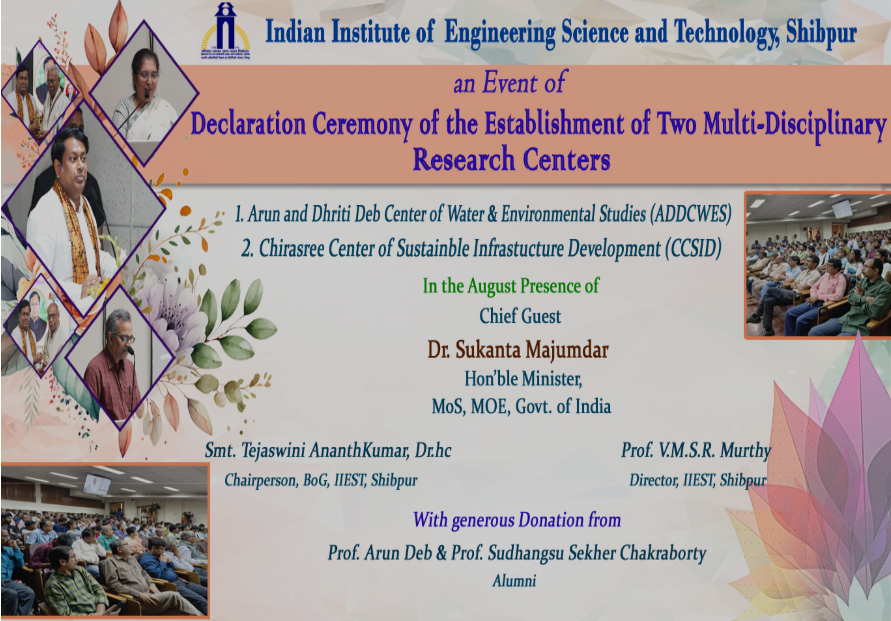 Indian Institute of Engineering Science and Technology, Shibpur
an Event of
Declaration Ceremony of the Establishment of Two Multi-Disciplinary
Research Centers
1. Arun and Dhriti Deb Center of Water & Environmental Studies (ADDCWES)
2. Chirasree Center of Sustainble Infrastucture Development (CCSID)
In the August Presence of
Chief Guest
Dr. Sukanta Majumdar
Hon'ble Minister,
MoS, MOE, Govt. of India
Smt. Tejaswini AnanthKumar, Dr.hc
Chairperson, BoG, IIEST, Shibpur
Prof. V.M.S.R. Murthy
Director, IIEST, Shibpur
With generous Donation from
Prof. Arun Deb & Prof. Sudhangsu Sekher Chakraborty
Alumni